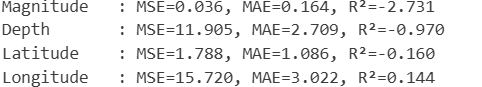 Magnitude  : MSE=0.036, MAE=0.164, R²=-2.731
Depth      : MSE=11.905, MAE=2.709, R²=-0.970
Latitude   : MSE=1.788, MAE=1.086, R²=-0.160
Longitude  : MSE=15.720, MAE=3.022, R²=0.144